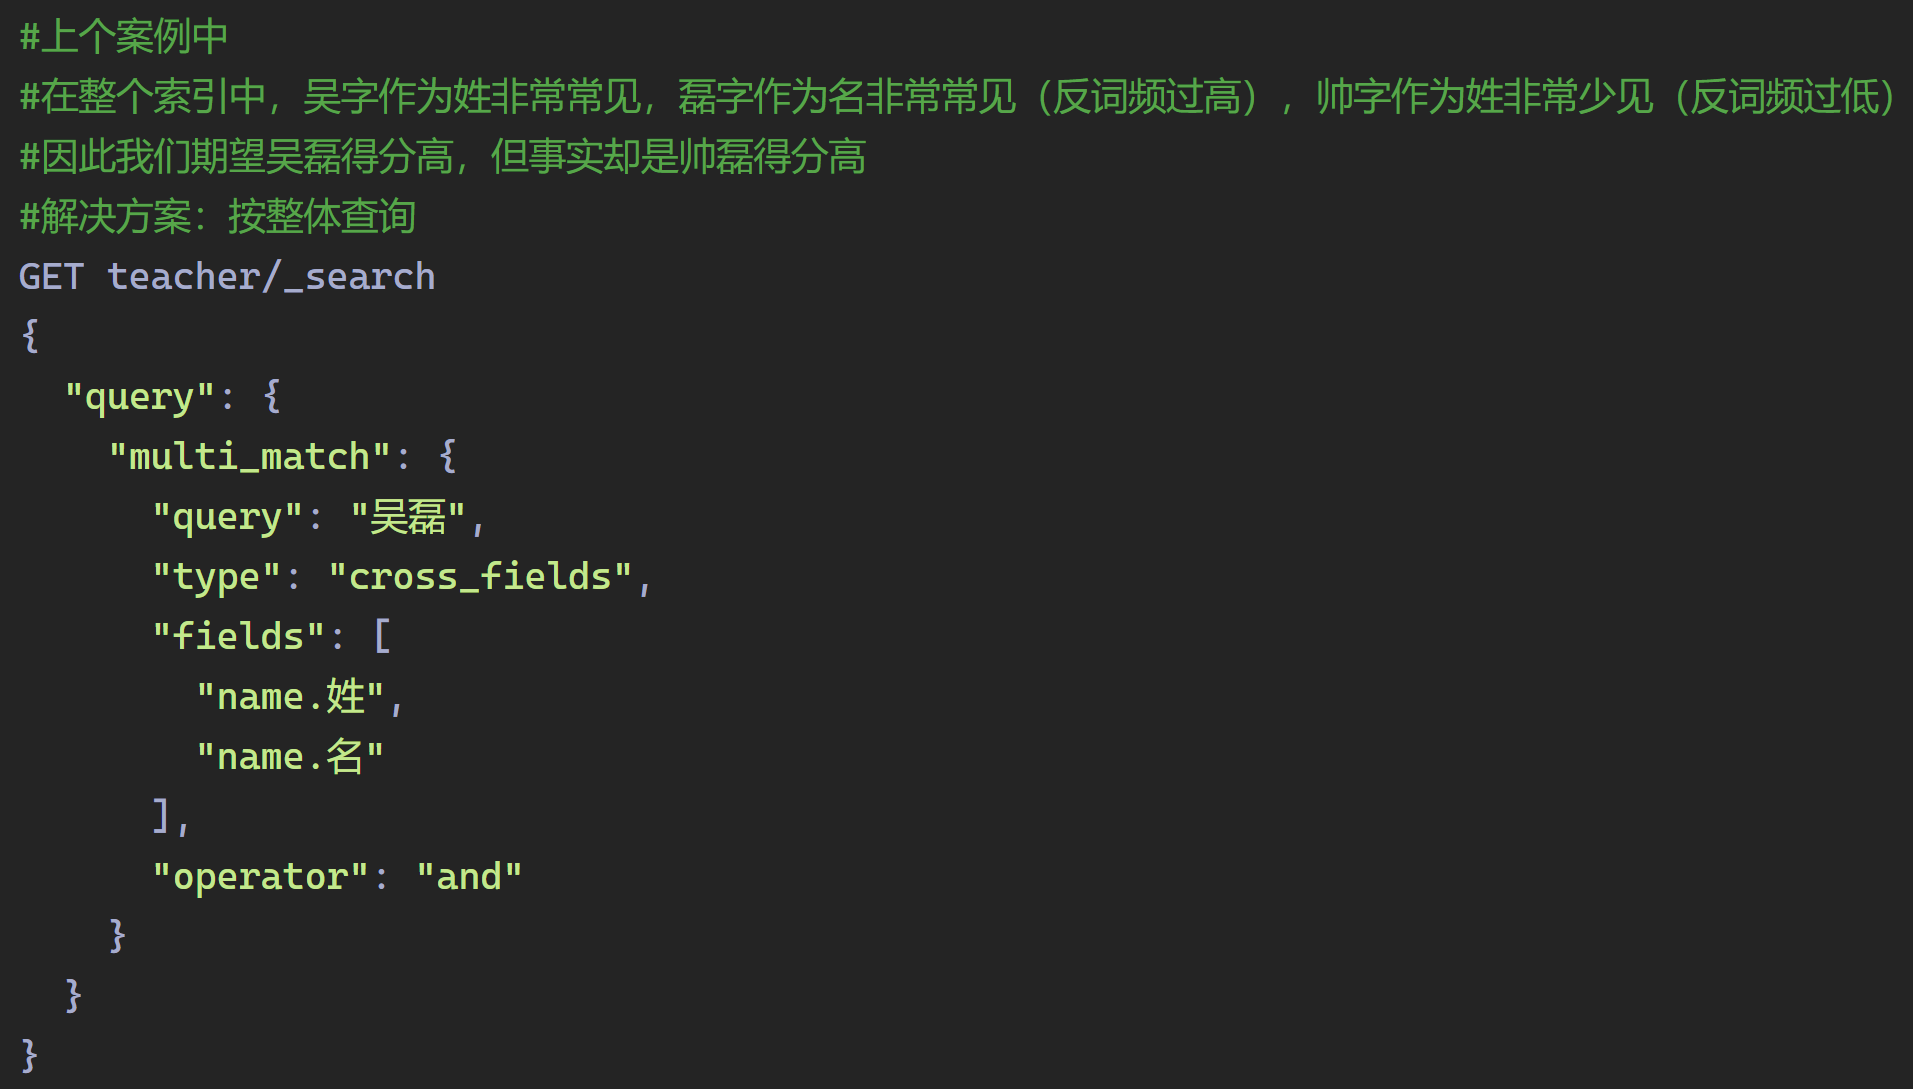 #上个案例中
#在整个索引中，吴字作为姓非常常见，磊字作为名非常常见（反词频过高），帅字作为姓非常少见（反词频过低）
#因此我们期望吴磊得分高，但事实却是帅磊得分高
#解决方案：按整体查询
GET teacher/_search
{
  "query": {
    "multi_match": {
      "query": "吴磊",
      "type": "cross_fields",
      "fields": [
        "name.姓",
        "name.名"
      ],
      "operator": "and"
    }
  }
}